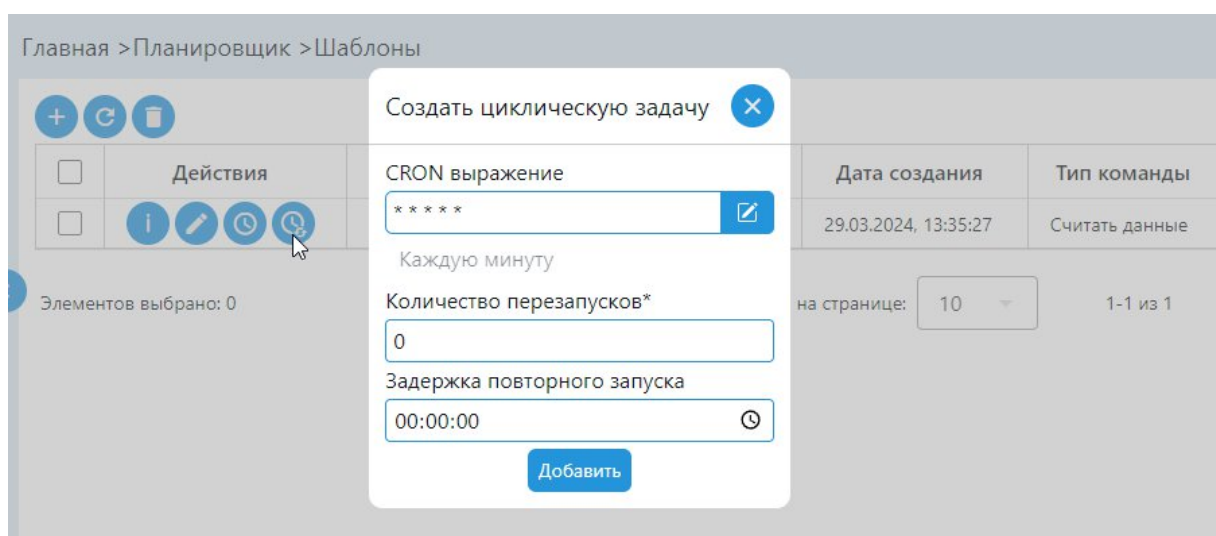 Главная >Планировщик >Шаблоны
Создать циклическую задачу
Действия
Дата создания
Тип команды
CRON выражение
* * * * *
29.03.2024, 13:35:27
Считать данные
Каждую минуту
Элементов выбрано: 0
на странице:
10
1-1 из 1
Количество перезапусков*
0
Задержка повторного запуска
00:00:00
Добавить